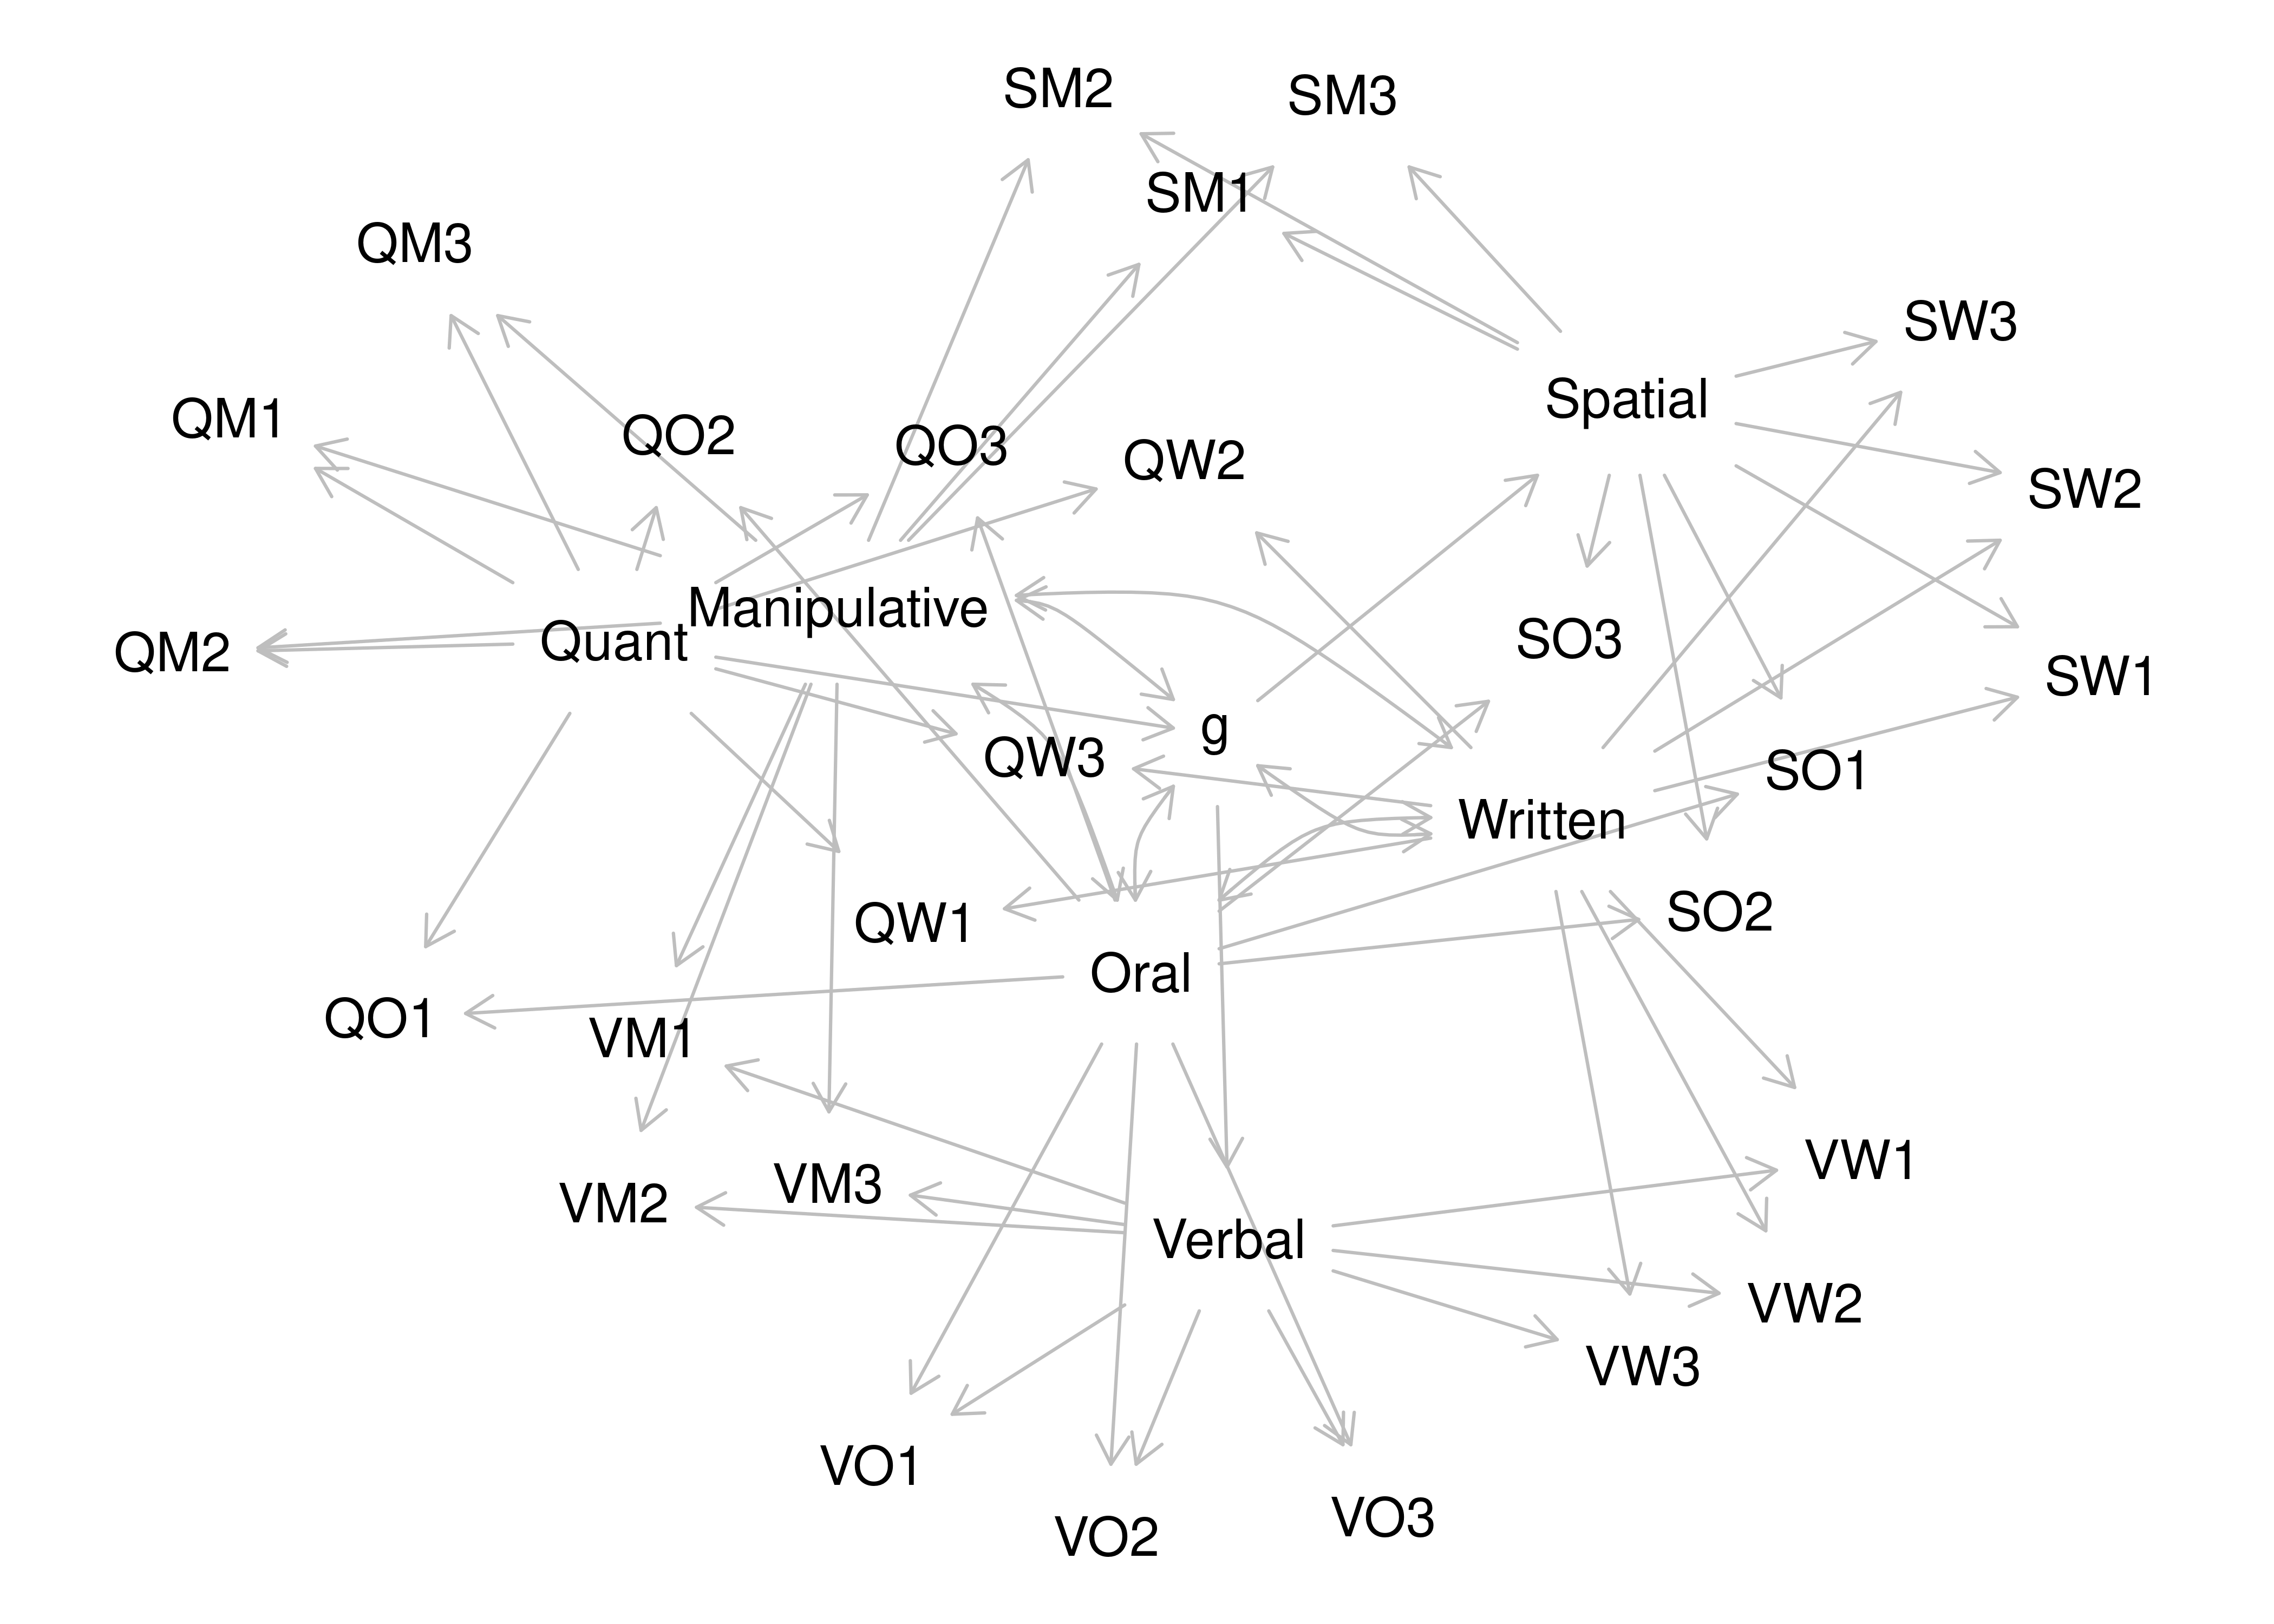 SM2
SM3
SM1
QM3
SW3
Spatial
QM1
QO2
QO3
QW2
SW2
Manipulative
Quant
QM2
SO3
SW1
g
QW3
SO1
Written
QW1
SO2
Oral
QO1
VM1
VW1
VM3
VM2
Verbal
VW2
VW3
VO1
VO3
VO2